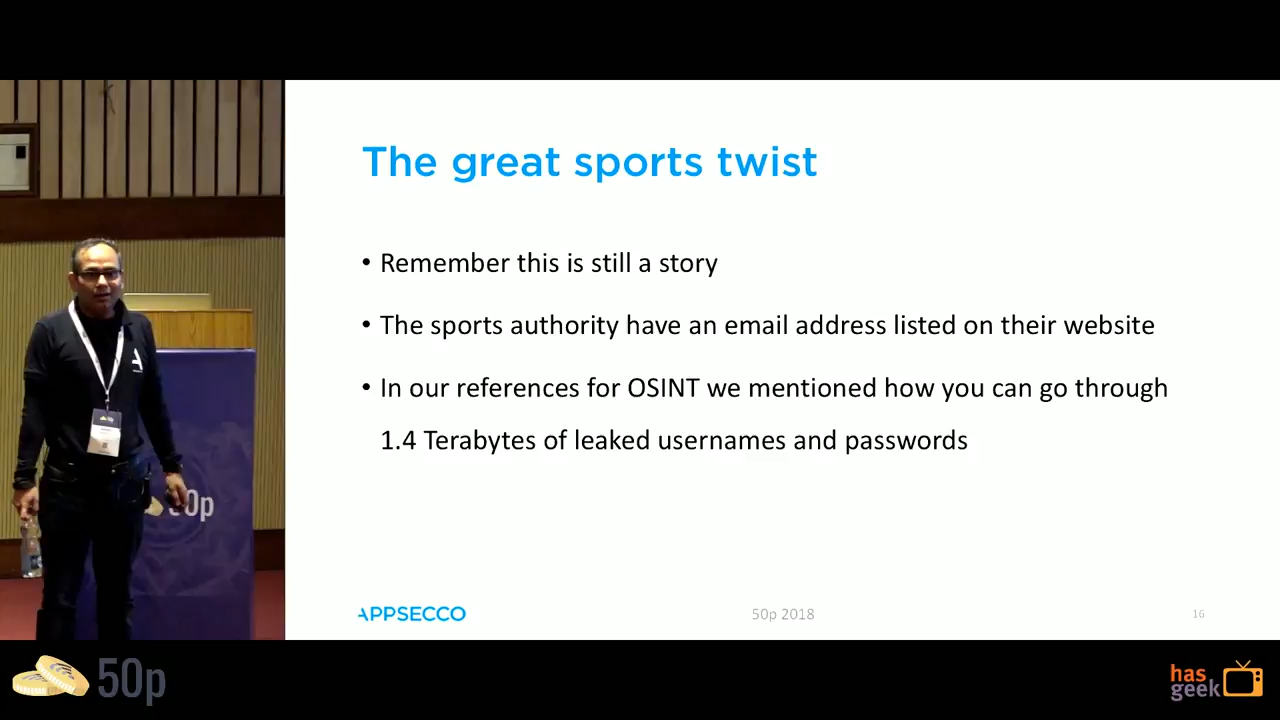 The great sports twist
• Remember this is still a story
• The sports authority have an email address listed on their website
• In our references for OSINT we mentioned how you can go through
1.4 Terabytes of leaked usernames and passwords
50p
APPSECCO
50p 2018
16
50p
has
geek